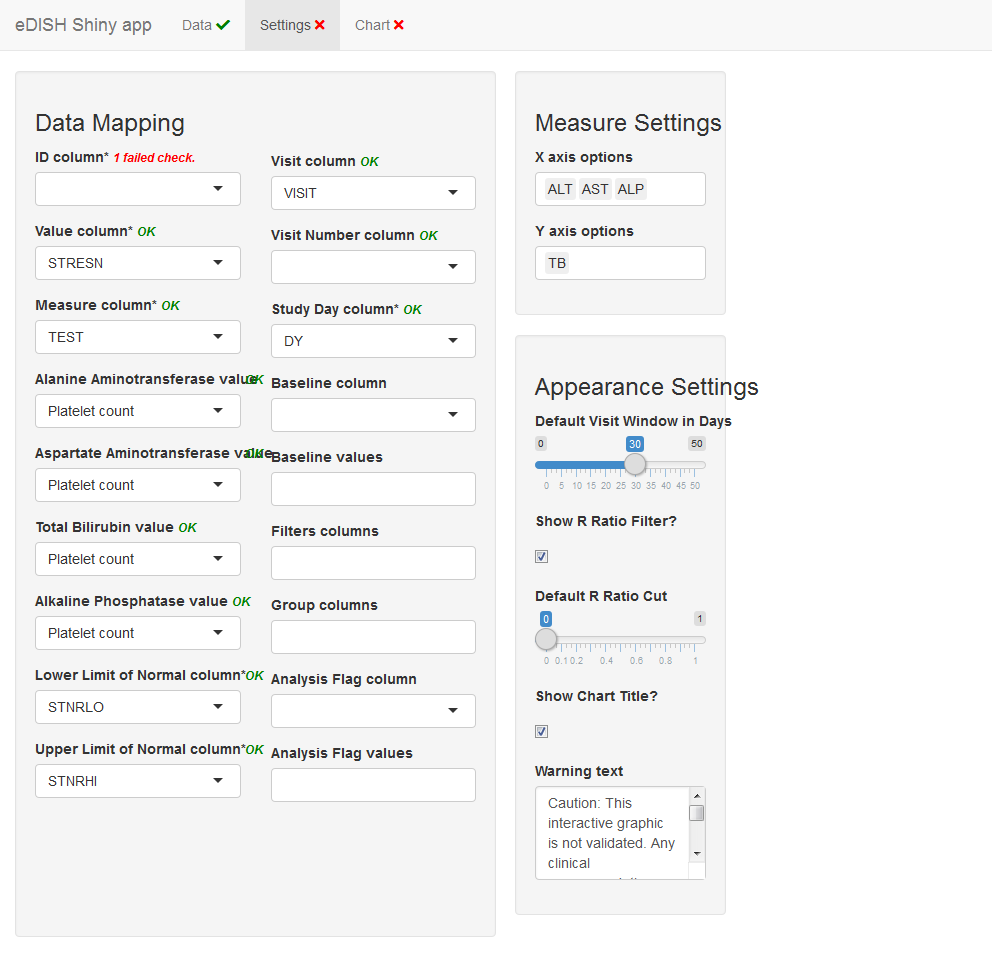 eDISH Shiny app Data Settings Chart
Data Mapping
ID column* 1 failed check.
Value column* OK
STRESN
Measure column* OK
TEST
Alanine Aminotransferase value OK
Platelet count
Aspartate Aminotransferase value OK
Platelet count
Total Bilirubin value OK
Platelet count
Alkaline Phosphatase value OK
Platelet count
Lower Limit of Normal column* OK
STNRLO
Upper Limit of Normal column* OK
STNRHI
Visit column OK
VISIT
Visit Number column OK
Study Day column* OK
DY
Baseline column
Baseline values
Filters columns
Group columns
Analysis Flag column
Analysis Flag values
Measure Settings
X axis options
ALT AST ALP
Y axis options
TB
Appearance Settings
Default Visit Window in Days
0 30 50
0 5 10 15 20 25 30 35 40 45 50
Show R Ratio Filter?
Default R Ratio Cut
0 1
0 0.1 0.2 0.4 0.6 0.8 1
Show Chart Title?
Warning text
Caution: This
interactive graphic
is not validated. Any
clinical